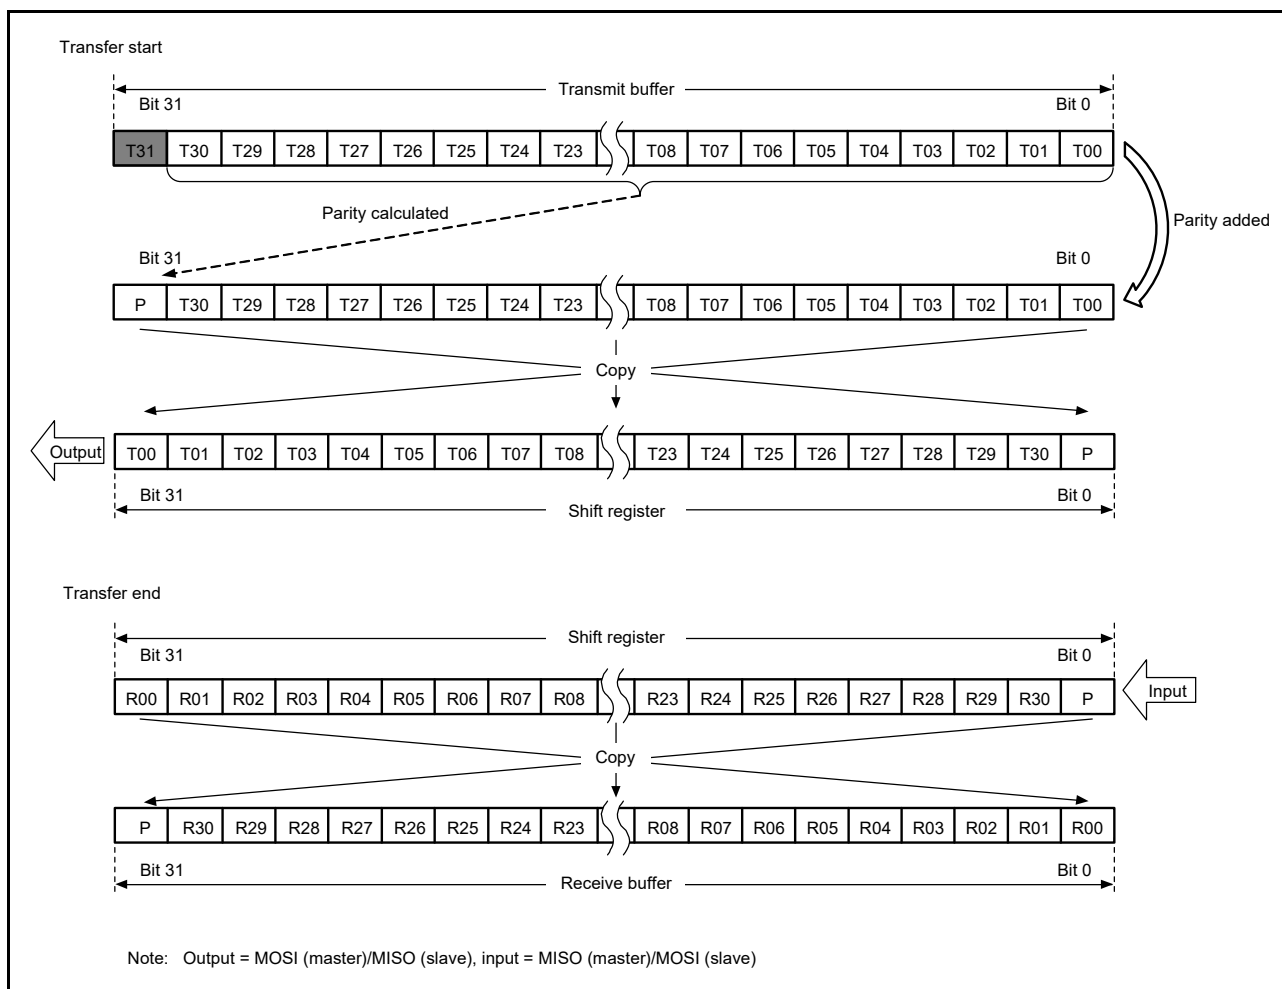 Transfer start
Transmit buffer
Bit 31 Bit 0
T31 T30 T29 T28 T27 T26 T25 T24 T23 T08 T07 T06 T05 T04 T03 T02 T01 T00
Parity calculated
Parity added
Bit 31 Bit 0
P T30 T29 T28 T27 T26 T25 T24 T23 T08 T07 T06 T05 T04 T03 T02 T01 T00
Copy
Output
T00 T01 T02 T03 T04 T05 T06 T07 T08 T23 T24 T25 T26 T27 T28 T29 T30 P
Bit 31 Bit 0
Shift register
Transfer end
Shift register
Bit 31 Bit 0
R00 R01 R02 R03 R04 R05 R06 R07 R08 R23 R24 R25 R26 R27 R28 R29 R30 P
Input
Copy
P R30 R29 R28 R27 R26 R25 R24 R23 R08 R07 R06 R05 R04 R03 R02 R01 R00
Bit 31 Bit 0
Receive buffer
Note: Output = MOSI (master)/MISO (slave), input = MISO (master)/MOSI (slave)